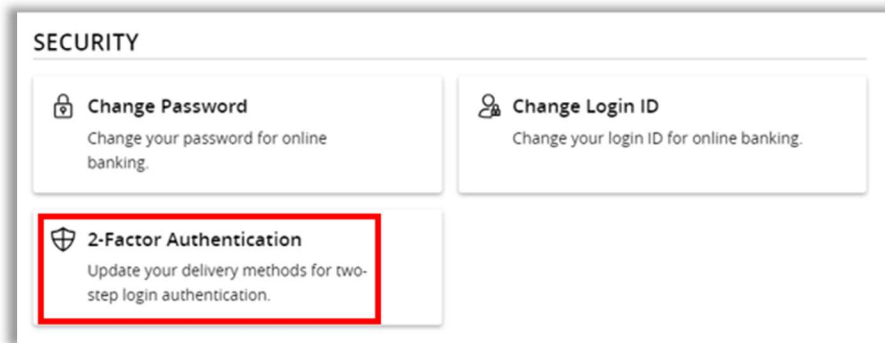 SECURITY
Change Password
Change your password for online
banking.
Change Login ID
Change your login ID for online banking.
2-Factor Authentication
Update your delivery methods for two-
step login authentication.